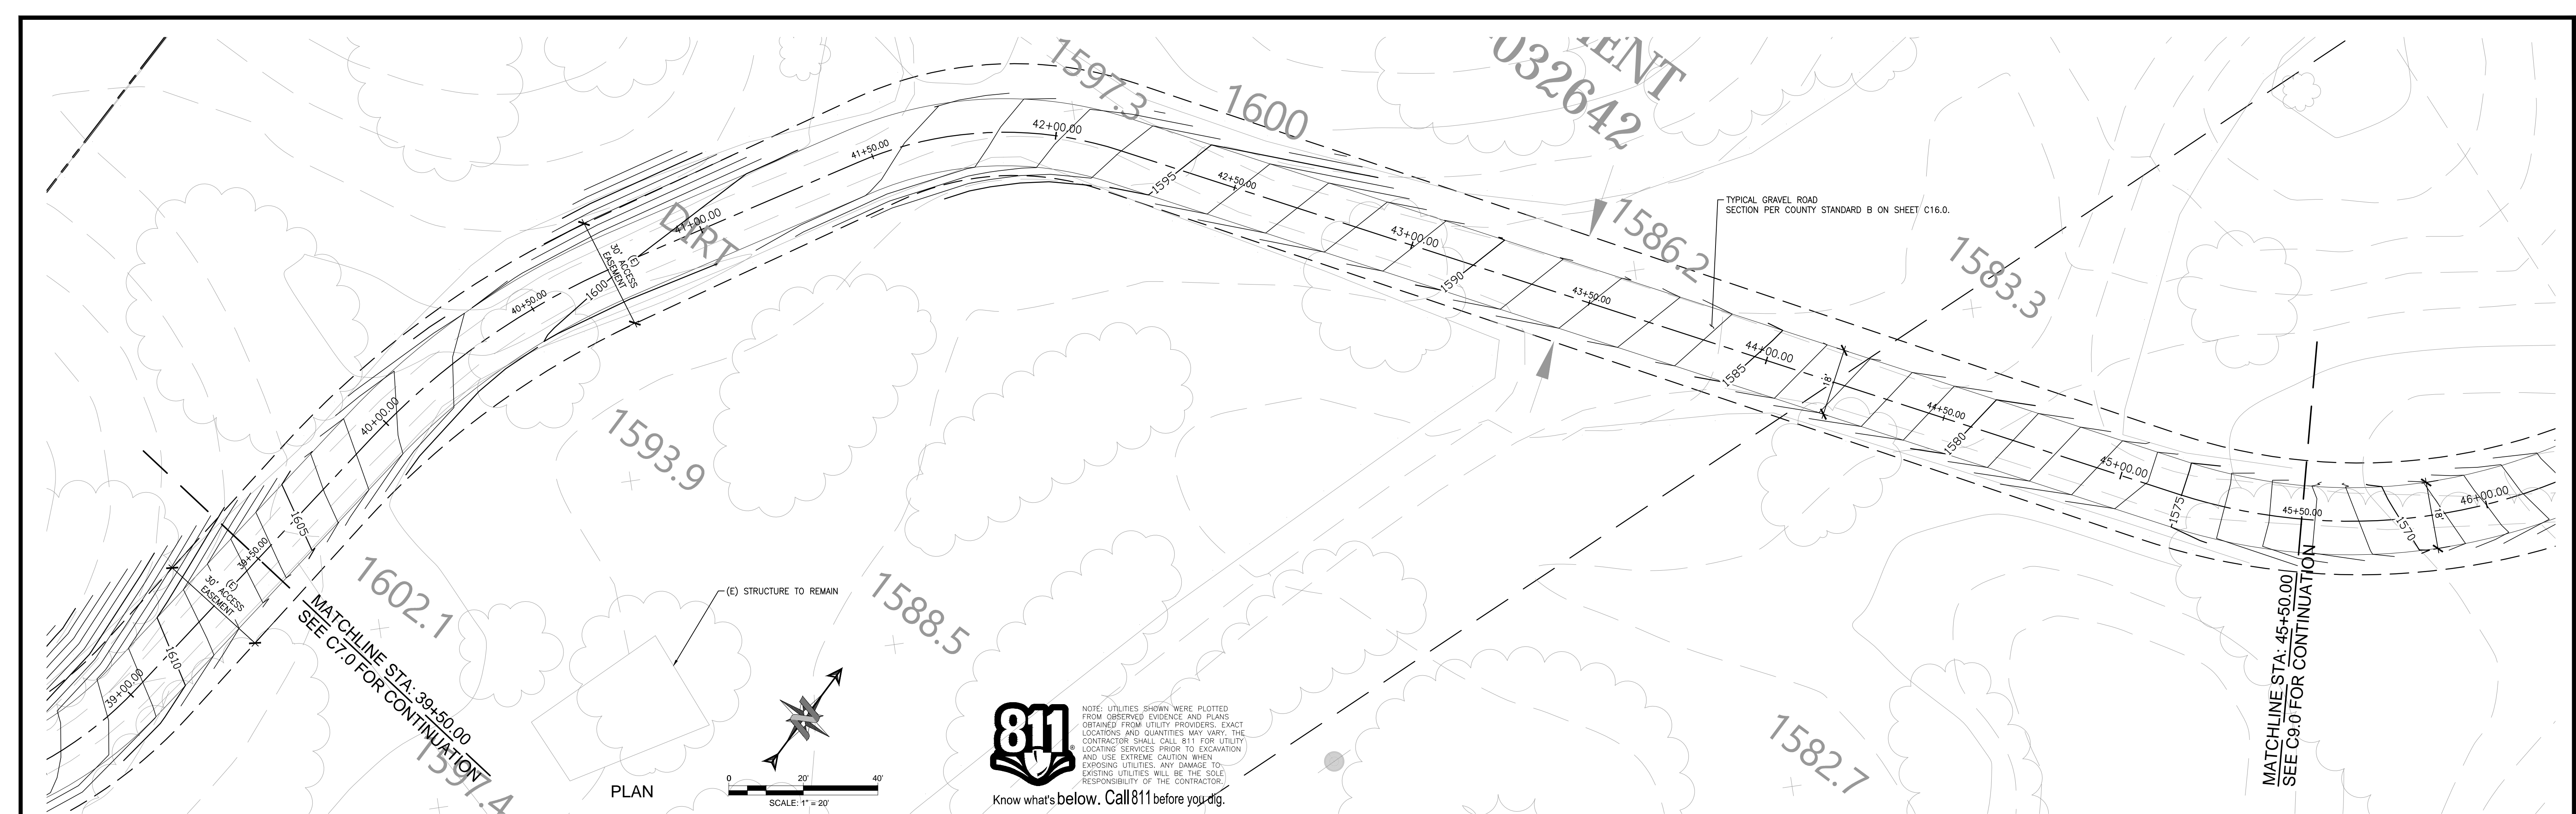 MENT
032642
1597.3
1600
42+00.00
41+50.00
1595
42+50.00
TYPICAL GRAVEL ROAD
SECTION PER COUNTY STANDARD B ON SHEET C16.0.
1586.2
1583.3
41+00.00
DIRT
(E)
30' ACCESS
EASEMENT
43+00.00
1590
1600
40+50.00
43+50.00
44+00.00
1585
18'
40+00.00
44+50.00
1580
1593.9
45+00.00
1575
45+50.00
1570
18'
46+00.00
1605
39+50.00
(E)
30' ACCESS
EASEMENT
1602.1
MATCHLINE STA: 39+50.00
SEE C7.0 FOR CONTINUATION
1610
39+00.00
1597.4
(E) STRUCTURE TO REMAIN
1588.5
PLAN
N
0 20' 40'
SCALE: 1" = 20'
811
®
NOTE: UTILITIES SHOWN WERE PLOTTED
FROM OBSERVED EVIDENCE AND PLANS
OBTAINED FROM UTILITY PROVIDERS. EXACT
LOCATIONS AND QUANTITIES MAY VARY. THE
CONTRACTOR SHALL CALL 811 FOR UTILITY
LOCATING SERVICES PRIOR TO EXCAVATION
AND USE EXTREME CAUTION WHEN
EXPOSING UTILITIES. ANY DAMAGE TO
EXISTING UTILITIES WILL BE THE SOLE
RESPONSIBILITY OF THE CONTRACTOR.
Know what's below. Call 811 before you dig.
1582.7
MATCHLINE STA: 45+50.00
SEE C9.0 FOR CONTINUATION